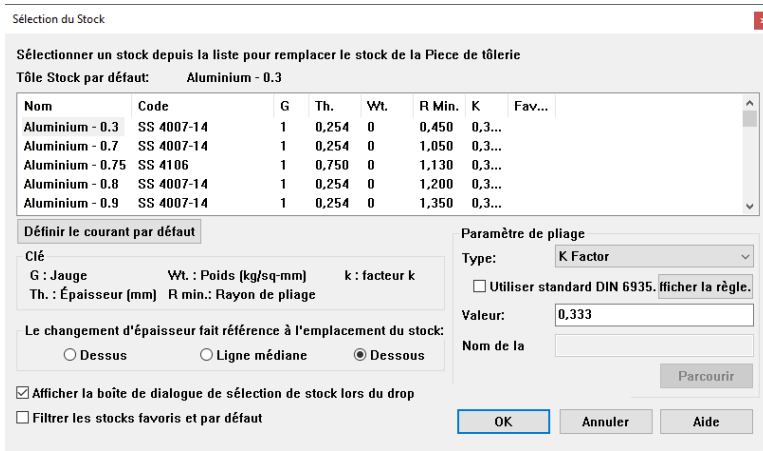 Sélection du Stock
Sélectionner un stock depuis la liste pour remplacer le stock de la Piece de tôlerie
Tôle Stock par défaut: Aluminium - 0.3
Nom Code G Th. Wt. R Min. K Fav...
Aluminium - 0.3 SS 4007-14 1 0,254 0 0,450 0,3...
Aluminium - 0.7 SS 4007-14 1 0,254 0 1,050 0,3...
Aluminium - 0.75 SS 4106 1 0,750 0 1,130 0,3...
Aluminium - 0.8 SS 4007-14 1 0,254 0 1,200 0,3...
Aluminium - 0.9 SS 4007-14 1 0,254 0 1,350 0,3...
Définir le courant par défaut
Clé
G : Jauge Wt. : Poids (kg/sq-mm) k : facteur k
Th. : Épaisseur (mm) R min.: Rayon de pliage
Le changement d'épaisseur fait référence à l'emplacement du stock:
Dessus Ligne médiane Dessous
Afficher la boîte de dialogue de sélection de stock lors du drop
Filtrer les stocks favoris et par défaut
Paramètre de pliage
Type: K Factor
Utiliser standard DIN 6935. fficher la règle.
Valeur: 0,333
Nom de la
Parcourir
OK Annuler Aide